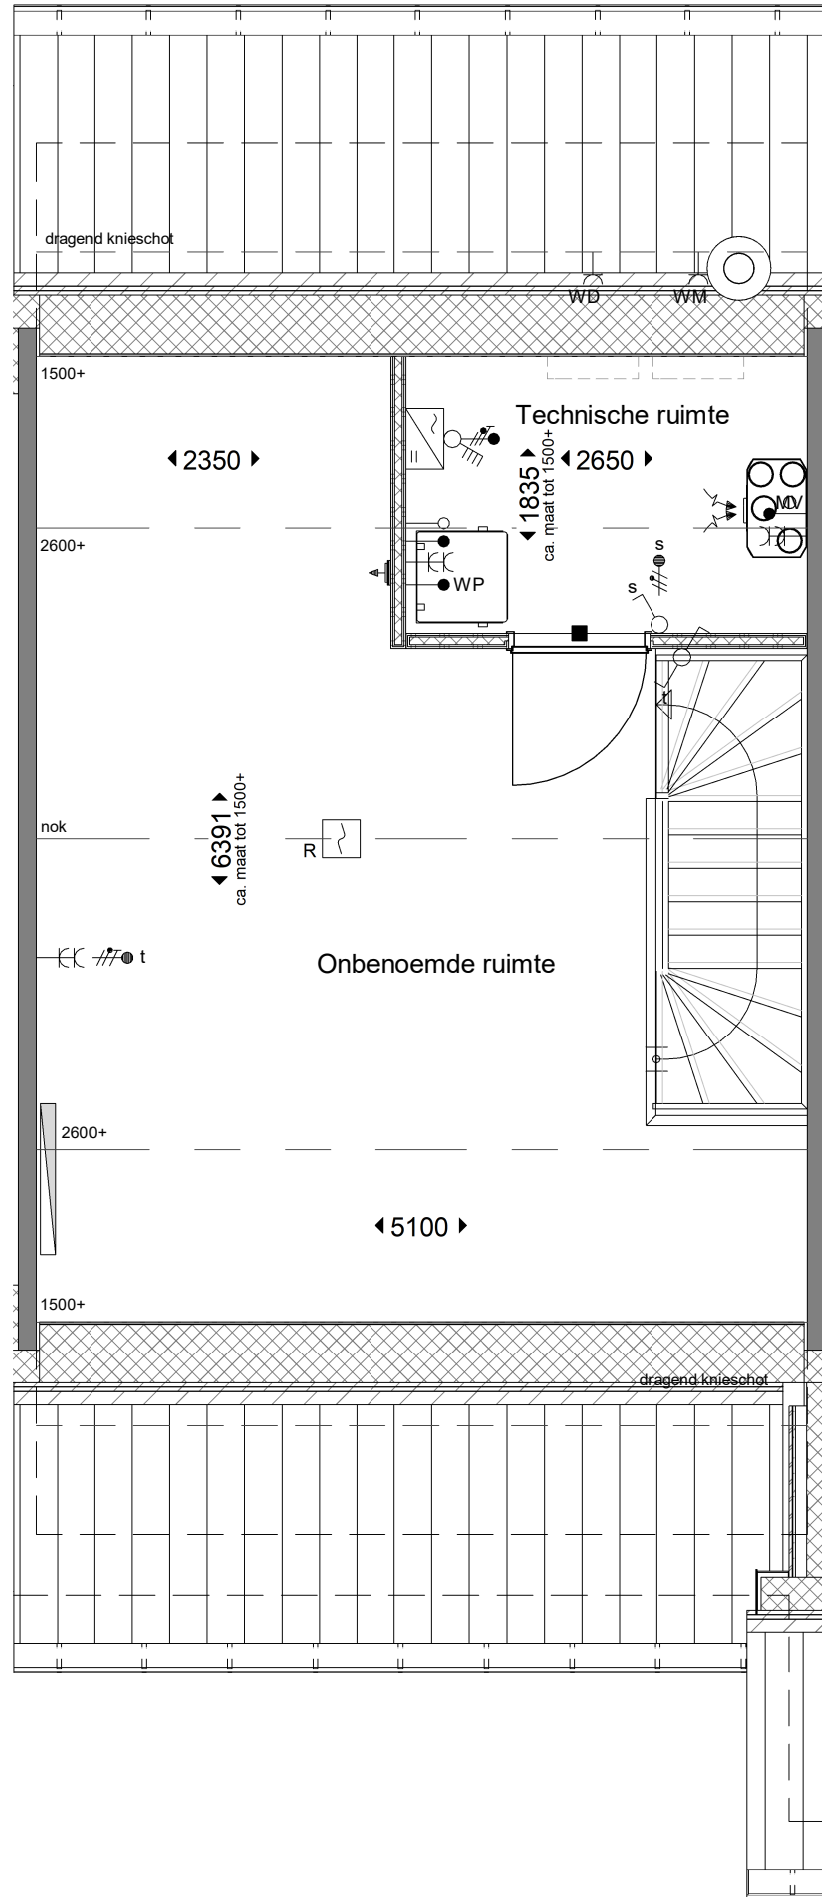 dragend knieschot
WD
WM
1500+
Technische ruimte
2350
1835
ca. maat tot 1500+
2650
MV
2600+
s
WP
s
t
nok
6391
ca. maat tot 1500+
R
t
Onbenoemde ruimte
2600+
5100
1500+
dragend knieschot